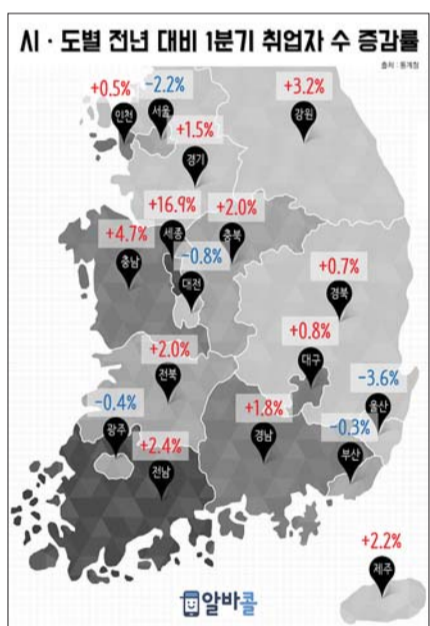 시·도별 전년 대비 1분기 취업자 수 증감률
출처 : 통계청
+0.5%
인천
-2.2%
서울
+3.2%
강원
+1.5%
경기
+16.9%
세종
+2.0%
충북
+4.7%
충남
-0.8%
대전
+0.7%
경북
+0.8%
대구
+2.0%
전북
-3.6%
울산
-0.4%
광주
+1.8%
경남
-0.3%
부산
+2.4%
전남
+2.2%
제주
알바콜